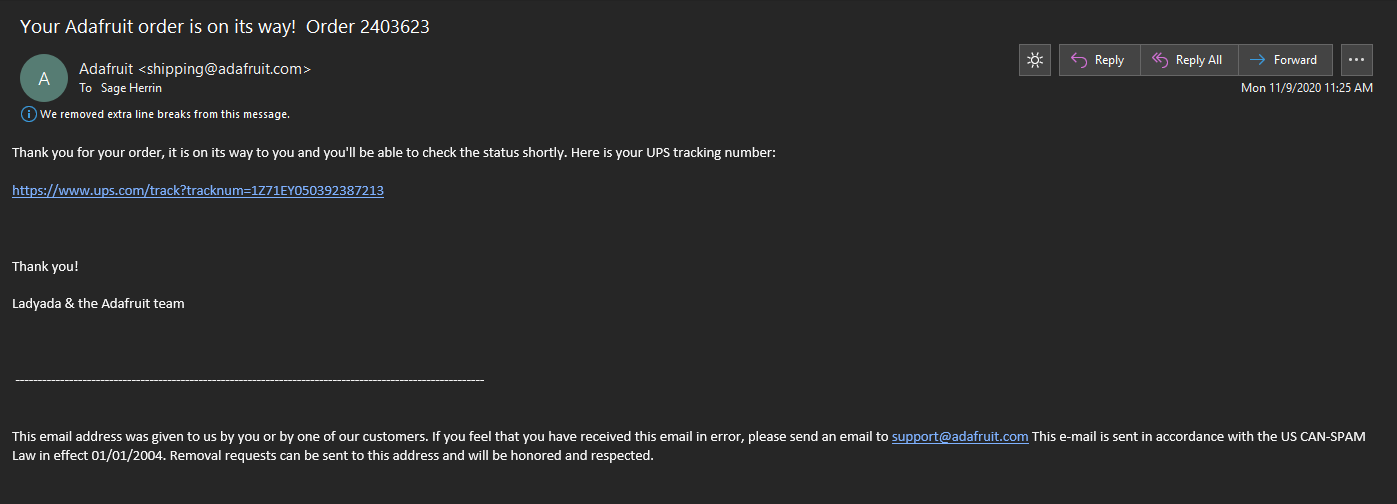 Your Adafruit order is on its way!  Order 2403623
A
Adafruit <shipping@adafruit.com>
To Sage Herrin
Reply
Reply All
Forward
Mon 11/9/2020 11:25 AM
We removed extra line breaks from this message.
Thank you for your order, it is on its way to you and you'll be able to check the status shortly. Here is your UPS tracking number:
https://www.ups.com/track?tracknum=1Z71EY050392387213
Thank you!
Ladyada & the Adafruit team
--------------------------------------------------------------------------------------------------------
This email address was given to us by you or by one of our customers. If you feel that you have received this email in error, please send an email to support@adafruit.com This e-mail is sent in accordance with the US CAN-SPAM
Law in effect 01/01/2004. Removal requests can be sent to this address and will be honored and respected.